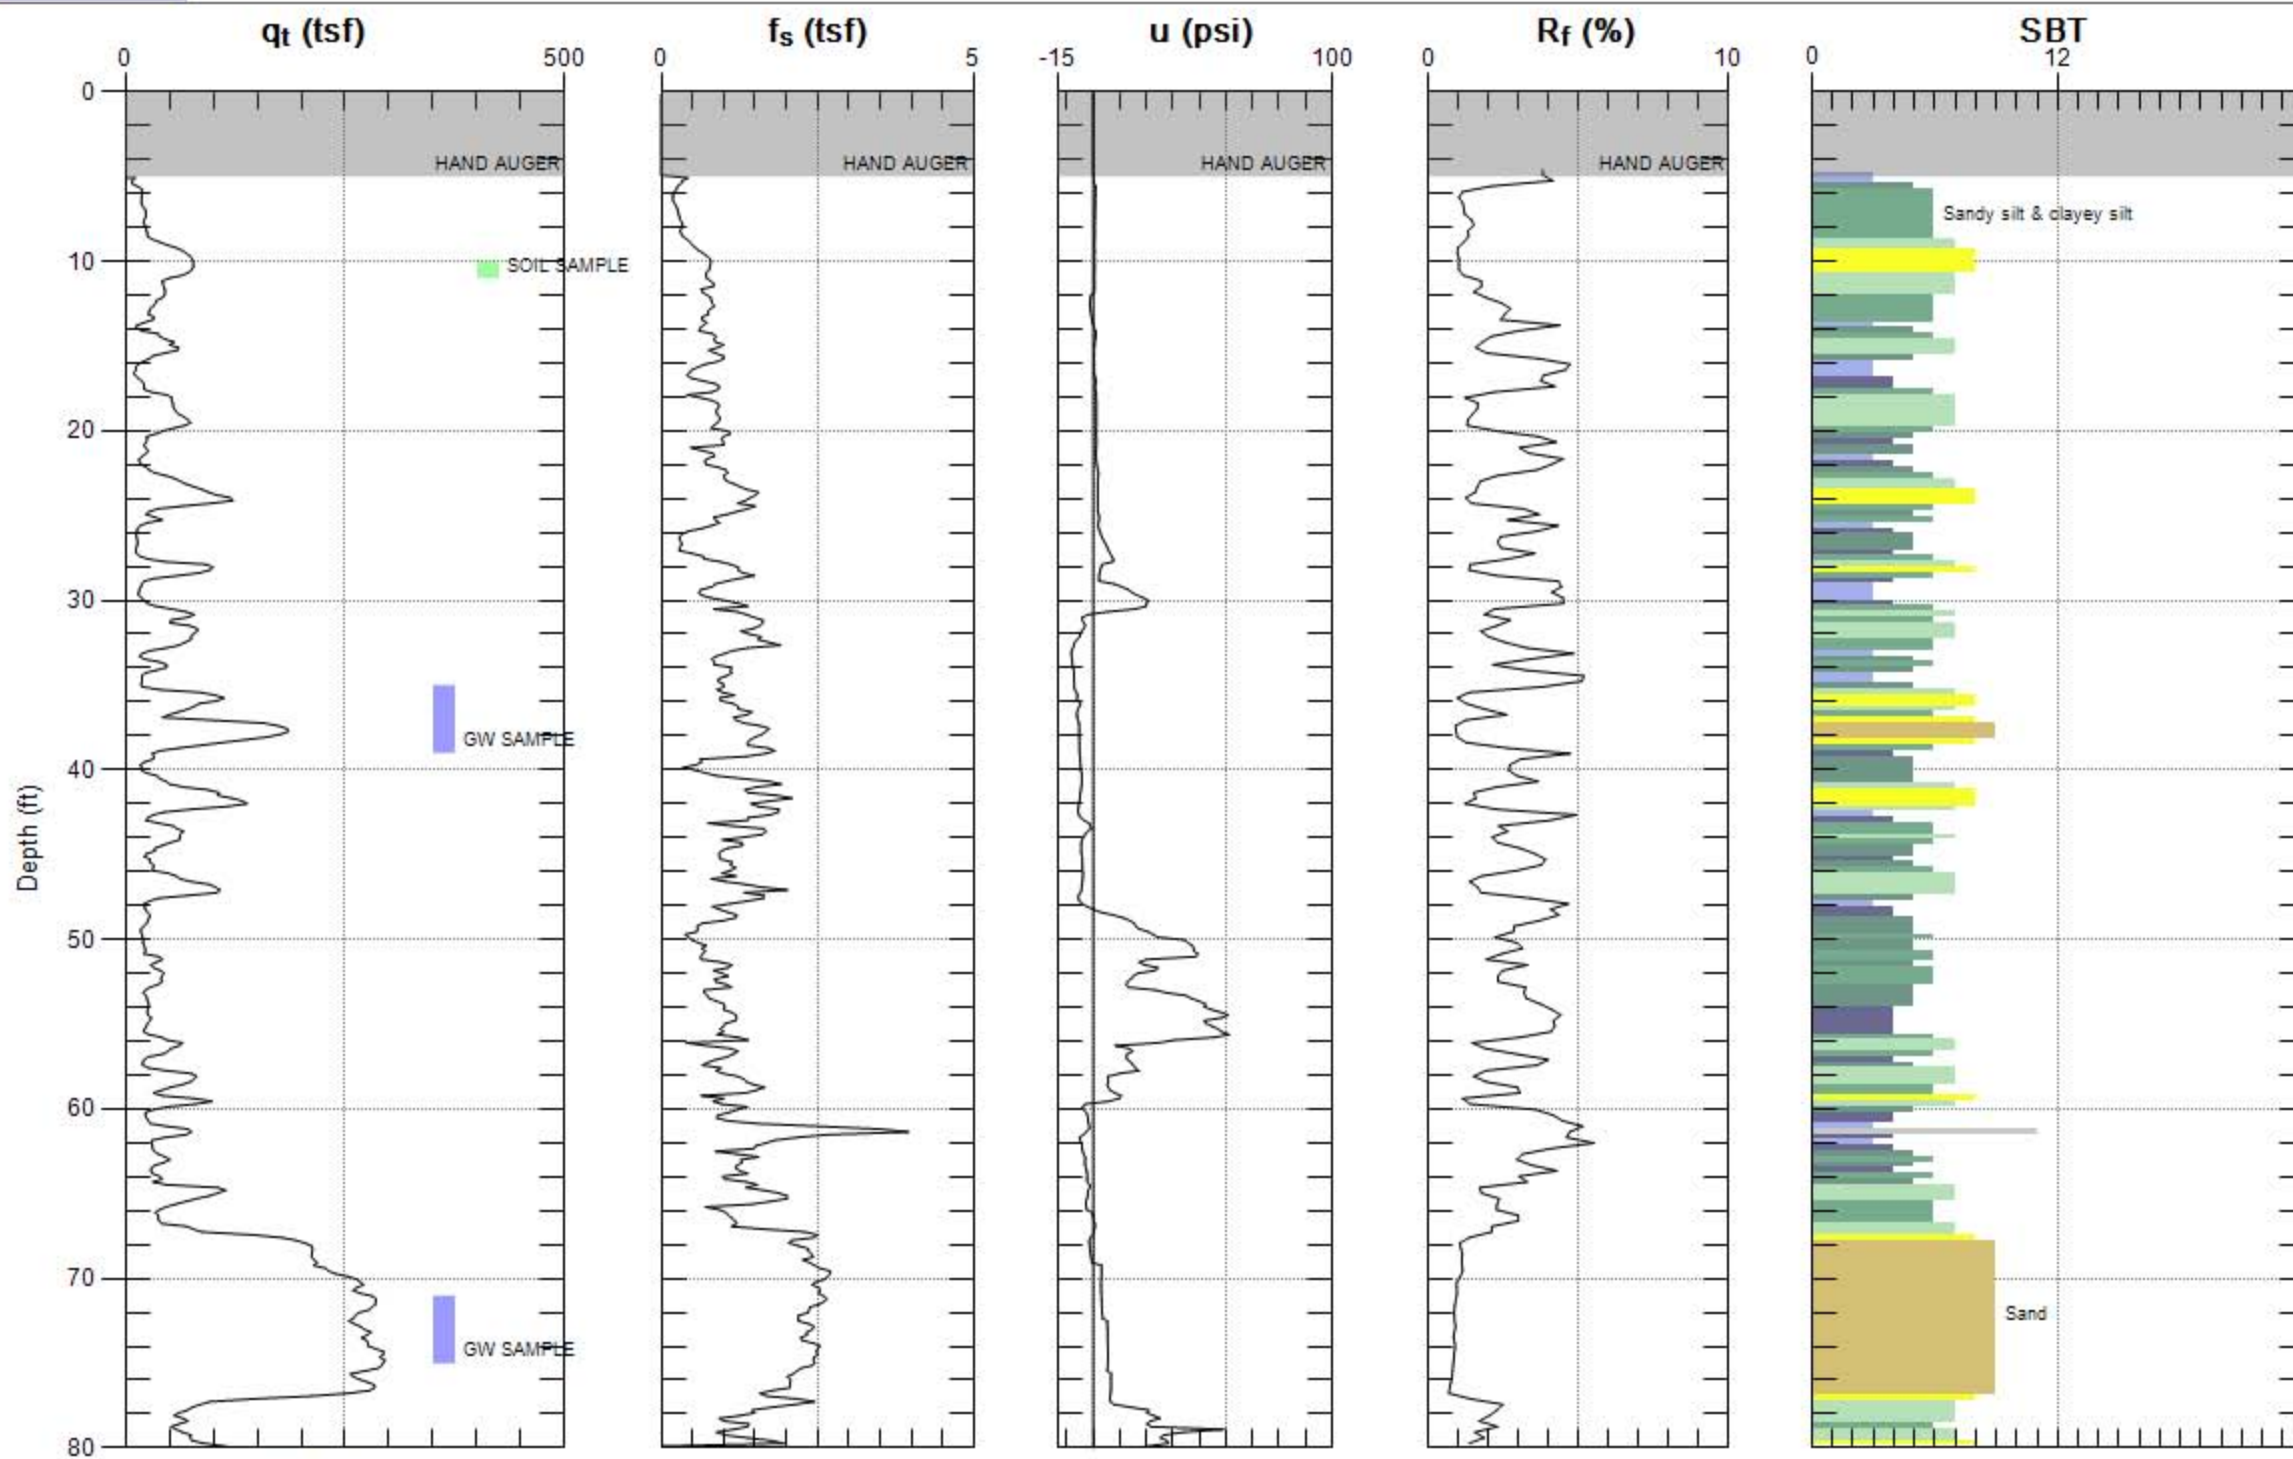 qt (tsf) fs (tsf) u (psi) Rf (%) SBT
0 500 0 5 -15 100 0 10 0 12
0
HAND AUGER HAND AUGER HAND AUGER HAND AUGER
Sandy silt & clayey silt
10
SOIL SAMPLE
20
30
GW SAMPLE
40
Depth (ft)
50
60
70
Sand
GW SAMPLE
80